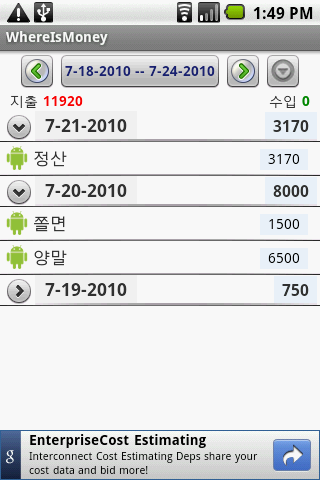 1:49 PM
WhereIsMoney
7-18-2010 -- 7-24-2010
지출 11920 수입 0
7-21-2010 3170
정산 3170
7-20-2010 8000
쫄면 1500
양말 6500
7-19-2010 750
g
EnterpriseCost Estimating
Interconnect Cost Estimating Deps share your
cost data and bid more!